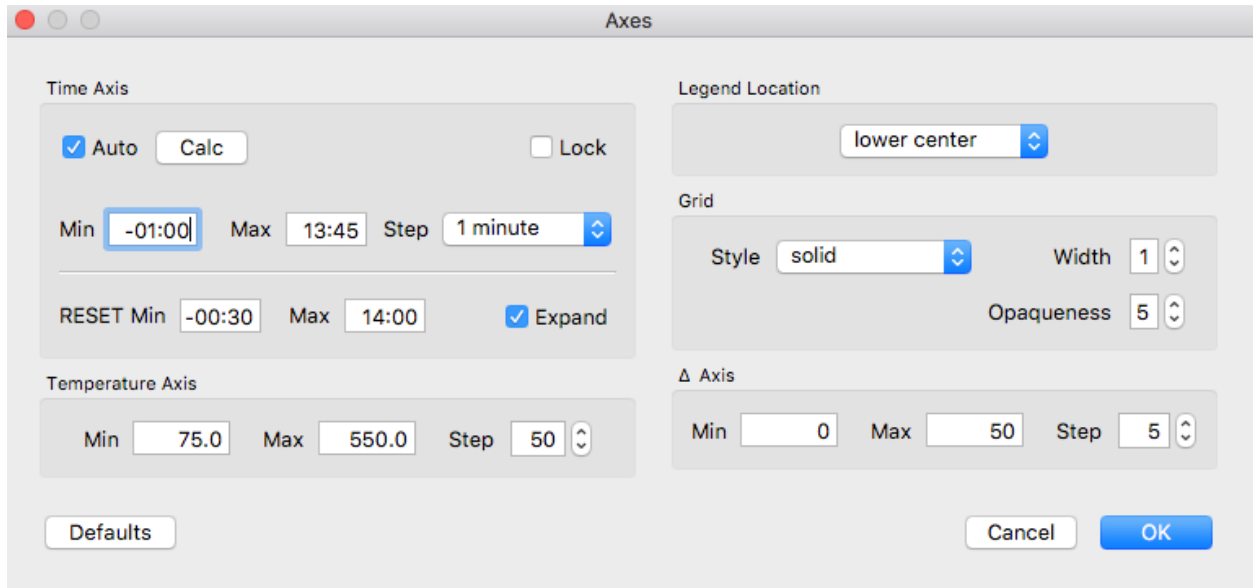 Axes
Time Axis
Auto Calc Lock
Min -01:00 Max 13:45 Step 1 minute
RESET Min -00:30 Max 14:00 Expand
Temperature Axis
Min 75.0 Max 550.0 Step 50
Legend Location
lower center
Grid
Style solid Width 1
Opaqueness 5
Δ Axis
Min 0 Max 50 Step 5
Defaults Cancel OK